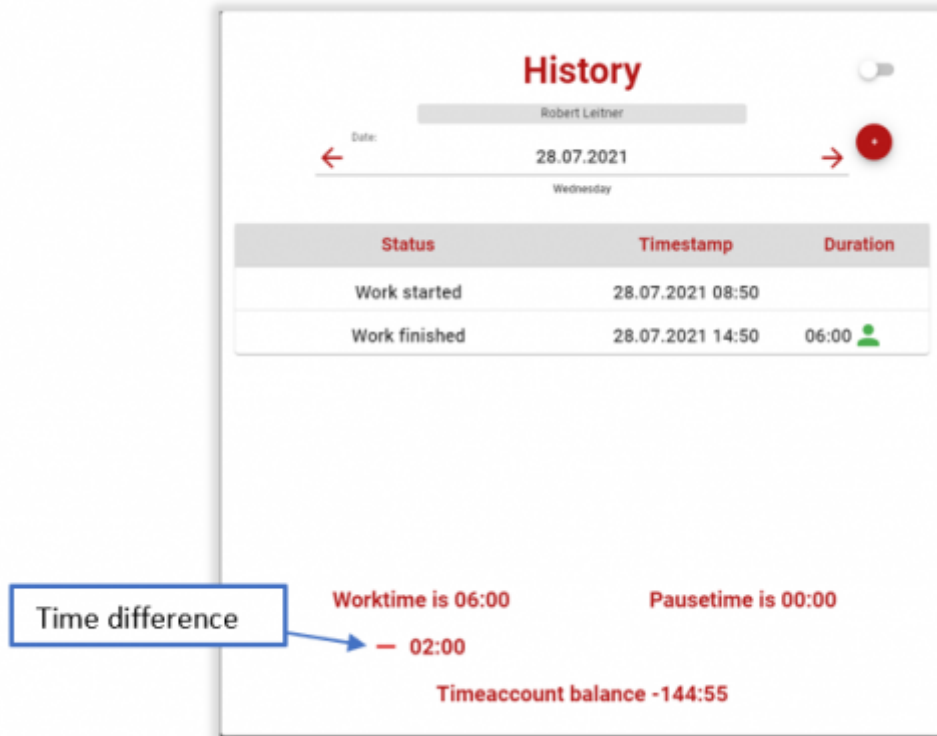 History
Robert Leitner
Date:
28.07.2021
Wednesday
+
Status Timestamp Duration
Work started 28.07.2021 08:50
Work finished 28.07.2021 14:50 06:00
Worktime is 06:00 Pausetime is 00:00
Time difference
— 02:00
Timeaccount balance -144:55